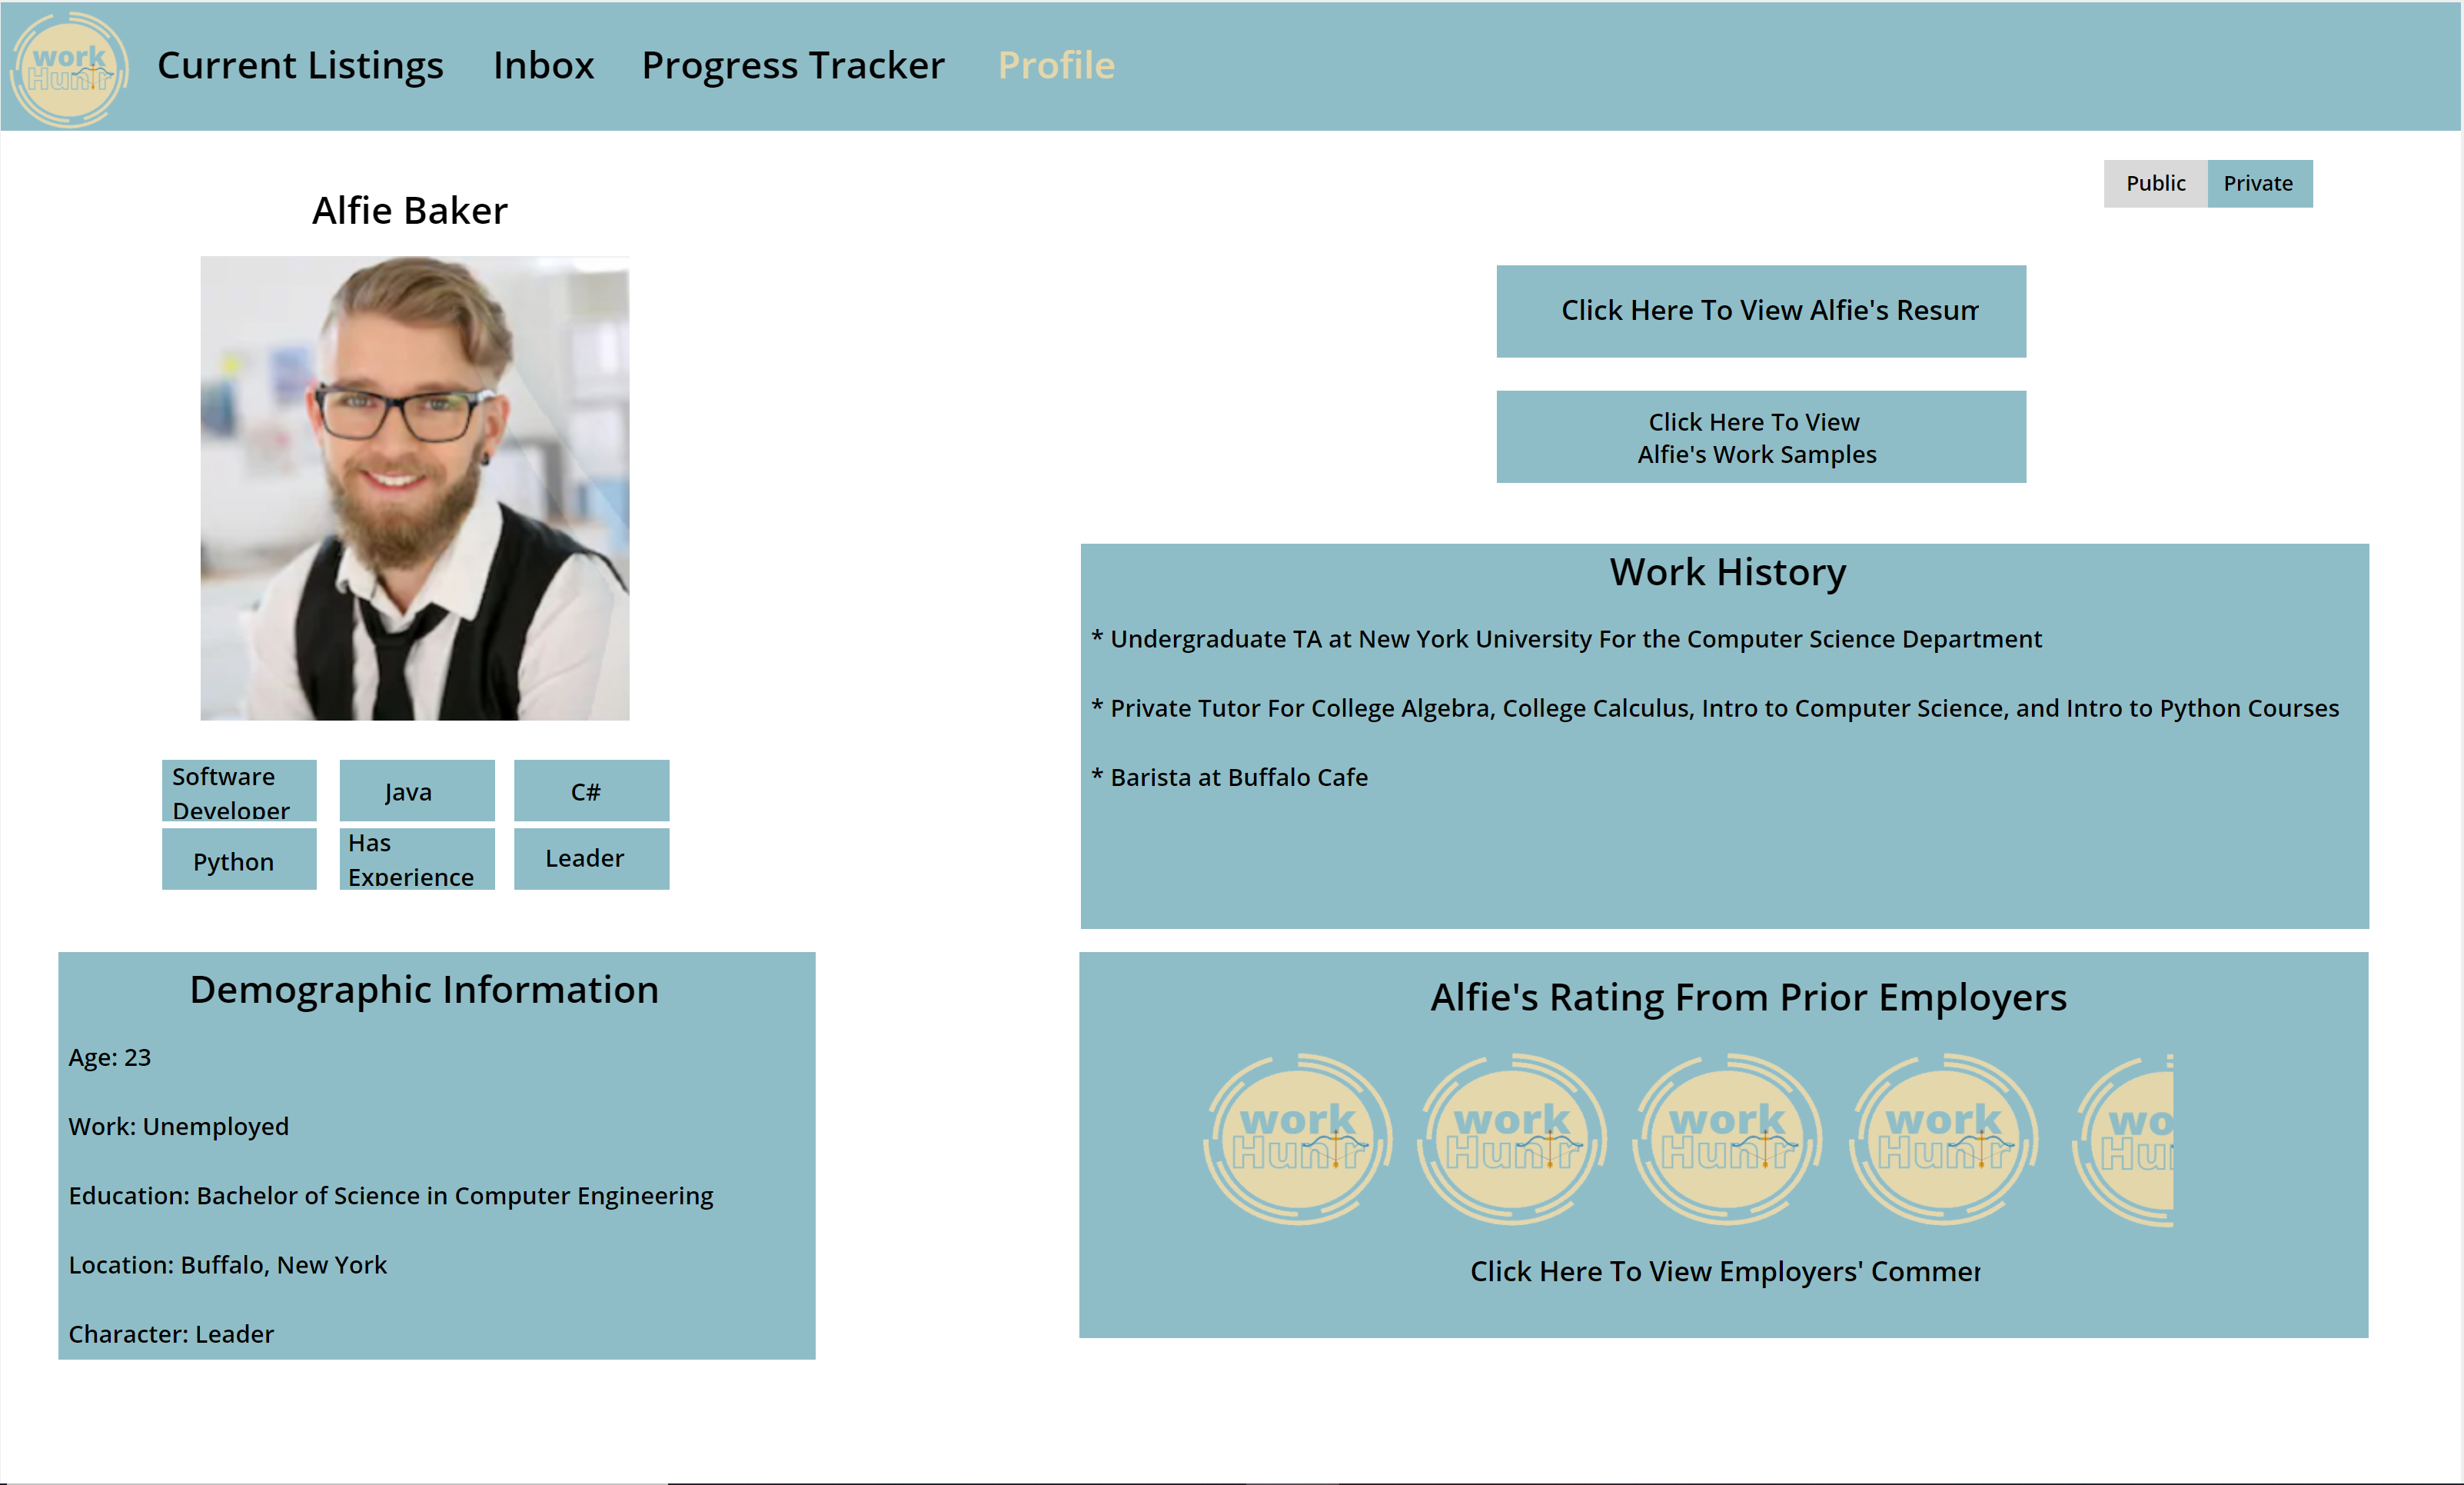 work
Huntr
Current Listings
Inbox
Progress Tracker
Profile
Public
Private
Alfie Baker
Click Here To View Alfie's Resum
Click Here To View
Alfie's Work Samples
Software
Developer
Java
C#
Python
Has
Experience
Leader
Work History
* Undergraduate TA at New York University For the Computer Science Department
* Private Tutor For College Algebra, College Calculus, Intro to Computer Science, and Intro to Python Courses
* Barista at Buffalo Cafe
Demographic Information
Age: 23
Work: Unemployed
Education: Bachelor of Science in Computer Engineering
Location: Buffalo, New York
Character: Leader
Alfie's Rating From Prior Employers
work
Huntr
work
Huntr
work
Huntr
work
Huntr
wo
Hu
Click Here To View Employers' Commen